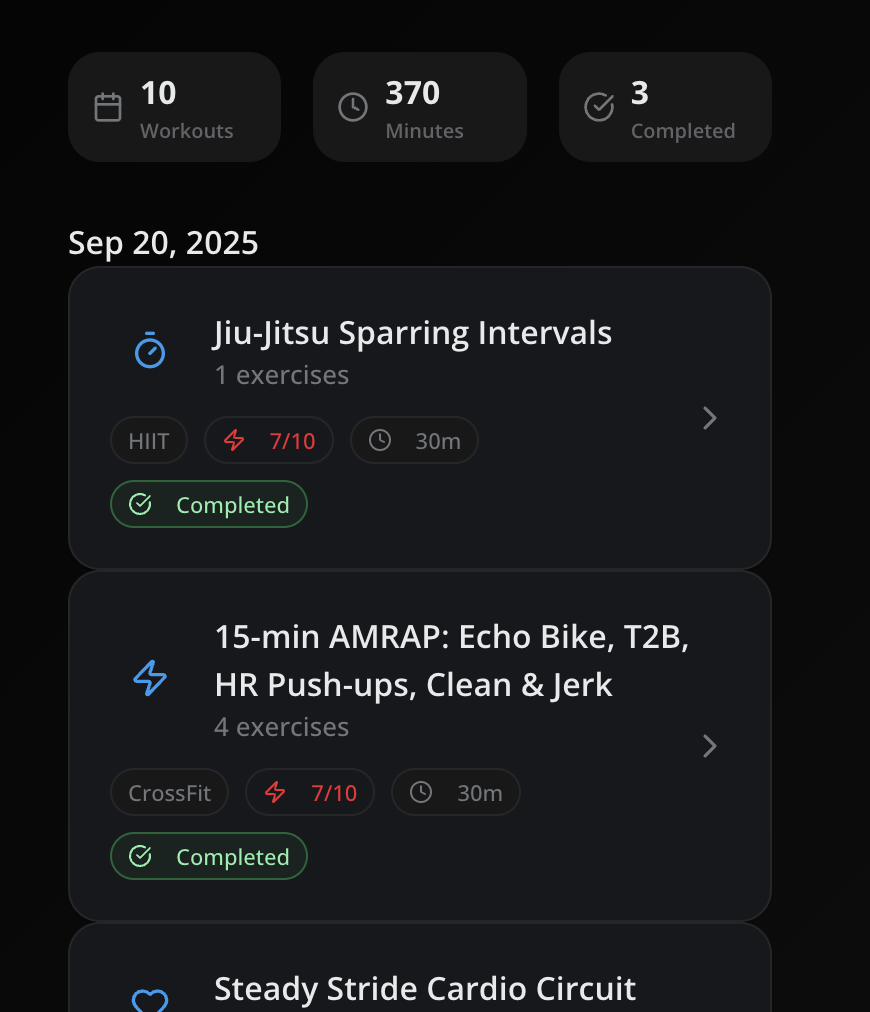 10
Workouts
370
Minutes
3
Completed
Sep 20, 2025
Jiu-Jitsu Sparring Intervals
1 exercises
HIIT 7/10 30m
Completed
15-min AMRAP: Echo Bike, T2B,
HR Push-ups, Clean & Jerk
4 exercises
CrossFit 7/10 30m
Completed
Steady Stride Cardio Circuit